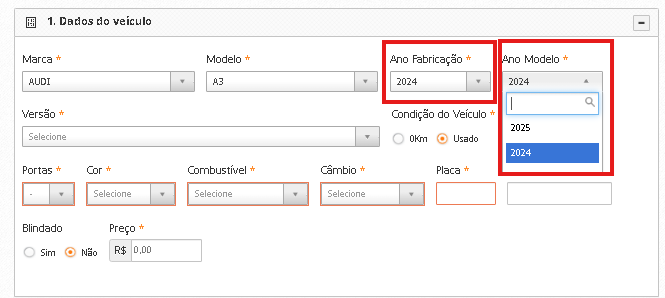 1. Dados do veículo
Marca * Modelo * Ano Fabricação * Ano Modelo *
AUDI A3 2024 2024
2025
2024
Versão * Condição do Veículo *
Selecione 0Km Usado
Portas * Cor * Combustível * Câmbio * Placa *
- Selecione Selecione Selecione
Blindado Preço *
Sim Não R$ 0,00